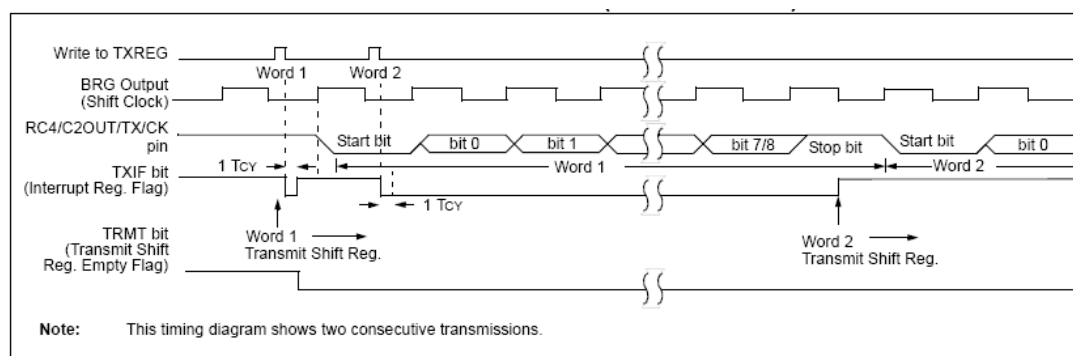 Write to TXREG
Word 1
Word 2
BRG Output
(Shift Clock)
RC4/C2OUT/TX/CK
pin
Start bit
bit 0
bit 1
bit 7/8
Stop bit
Start bit
bit 0
Word 1
Word 2
1 TCY
TXIF bit
(Interrupt Reg. Flag)
1 TCY
Word 1
Transmit Shift Reg.
Word 2
Transmit Shift Reg.
TRMT bit
(Transmit Shift
Reg. Empty Flag)
Note: This timing diagram shows two consecutive transmissions.